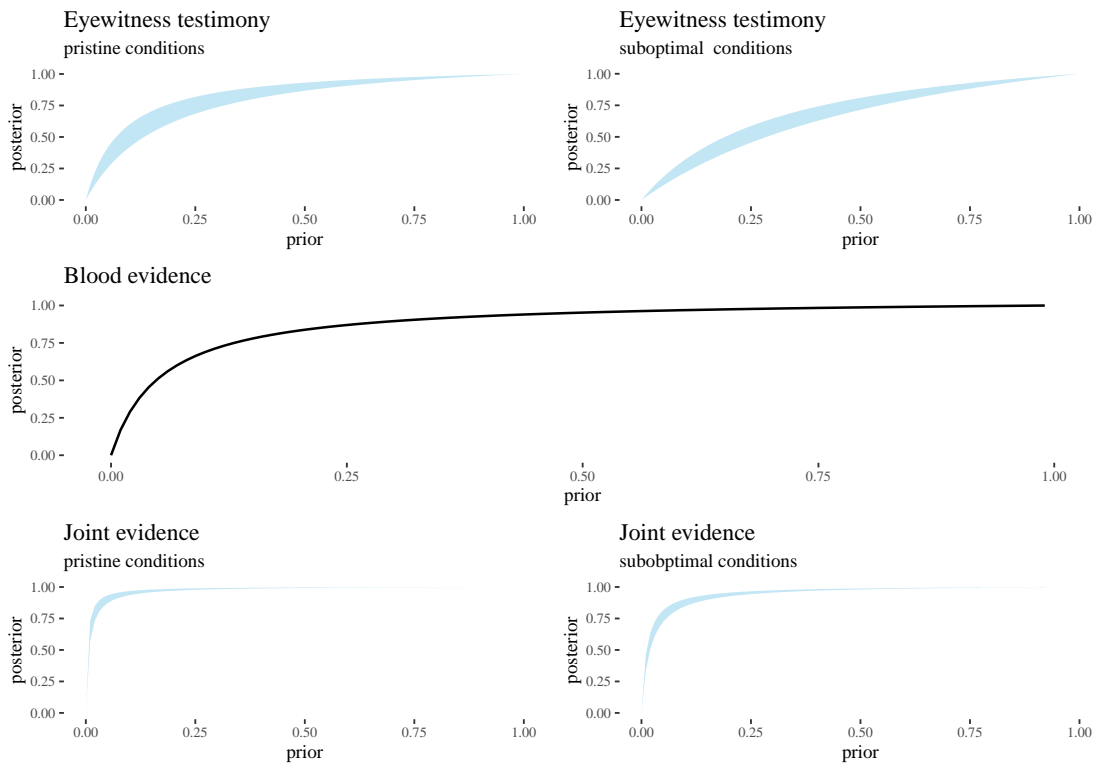 Eyewitness testimony
pristine conditions
1.00
0.75
0.50
0.25
0.00
posterior
0.00 0.25 0.50 0.75 1.00
prior
Eyewitness testimony
suboptimal  conditions
1.00
0.75
0.50
0.25
0.00
posterior
0.00 0.25 0.50 0.75 1.00
prior
Blood evidence
1.00
0.75
0.50
0.25
0.00
posterior
0.00 0.25 0.50 0.75 1.00
prior
Joint evidence
pristine conditions
1.00
0.75
0.50
0.25
0.00
posterior
0.00 0.25 0.50 0.75 1.00
prior
Joint evidence
subobptimal conditions
1.00
0.75
0.50
0.25
0.00
posterior
0.00 0.25 0.50 0.75 1.00
prior